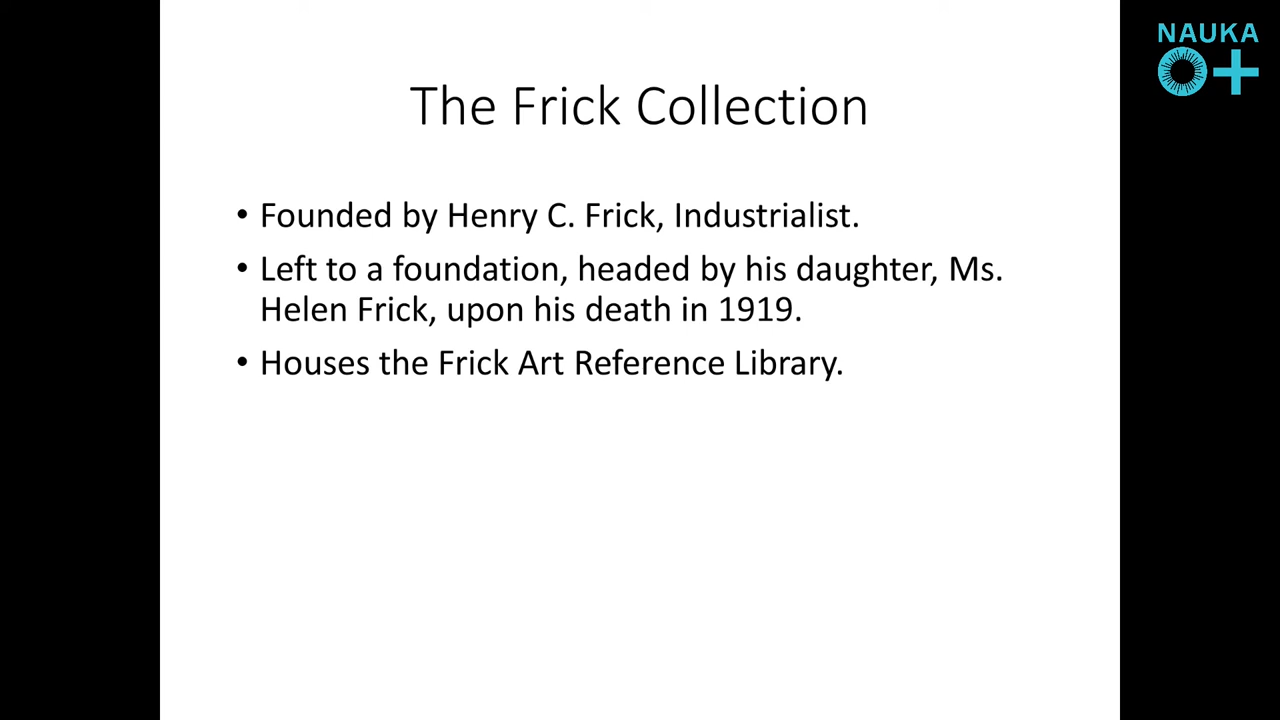 NAUKA
0+
The Frick Collection
• Founded by Henry C. Frick, Industrialist.
• Left to a foundation, headed by his daughter, Ms.
Helen Frick, upon his death in 1919.
• Houses the Frick Art Reference Library.